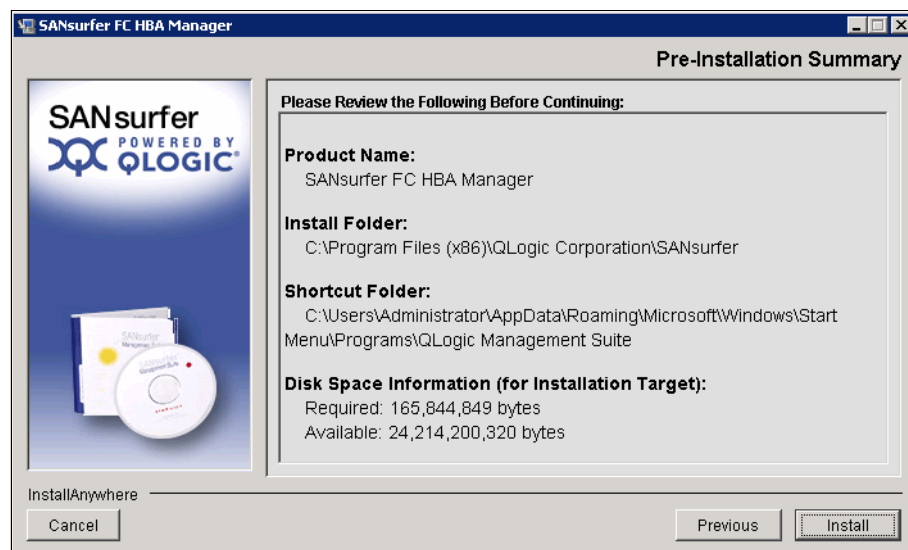 SANsurfer FC HBA Manager
Pre-Installation Summary
SANsurfer
POWERED BY
QLOGIC
Please Review the Following Before Continuing:
Product Name:
SANsurfer FC HBA Manager
Install Folder:
C:\Program Files (x86)\QLogic Corporation\SANsurfer
Shortcut Folder:
C:\Users\Administrator\AppData\Roaming\Microsoft\Windows\Start
Menu\Programs\QLogic Management Suite
Disk Space Information (for Installation Target):
Required: 165,844,849 bytes
Available: 24,214,200,320 bytes
SANsurfer
Management Suite
InstallAnywhere
Cancel
Previous
Install